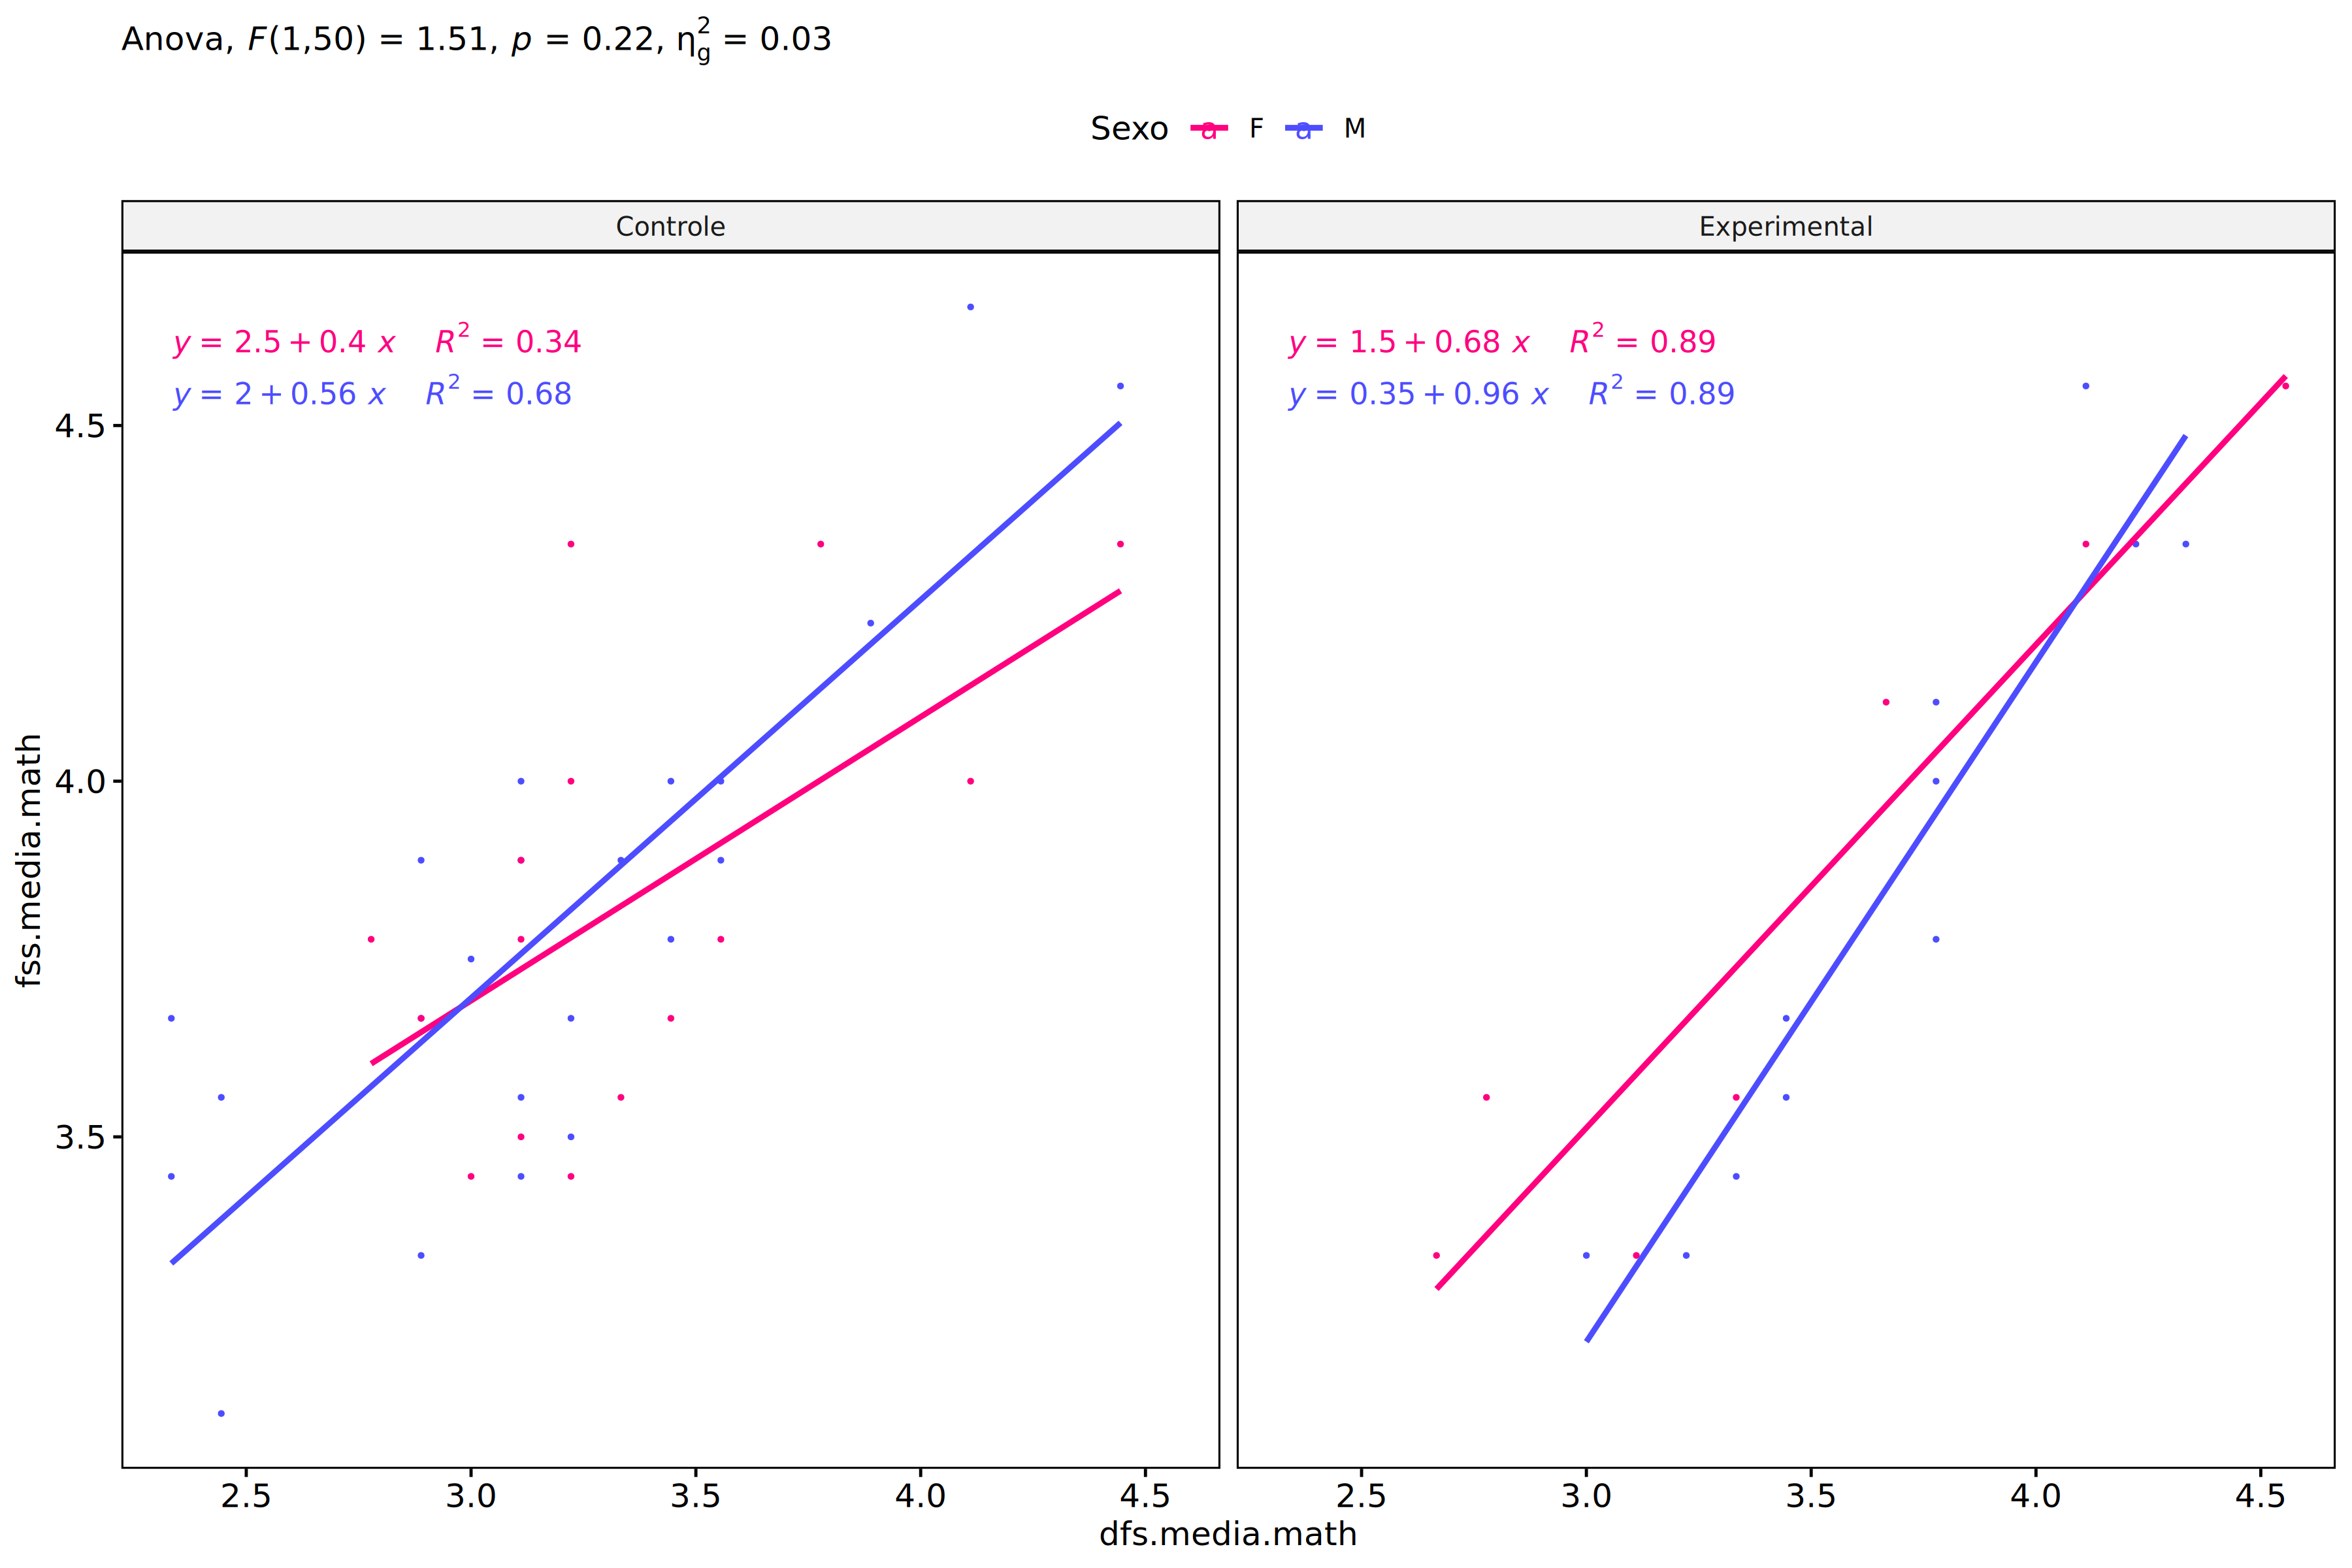 Anova, F(1,50) = 1.51, p = 0.22, η²g = 0.03
Sexo a F a M
Controle
Experimental
y = 2.5 + 0.4 x R² = 0.34
y = 2 + 0.56 x R² = 0.68
y = 1.5 + 0.68 x R² = 0.89
y = 0.35 + 0.96 x R² = 0.89
fss.media.math
4.5
4.0
3.5
2.5 3.0 3.5 4.0 4.5
2.5 3.0 3.5 4.0 4.5
dfs.media.math